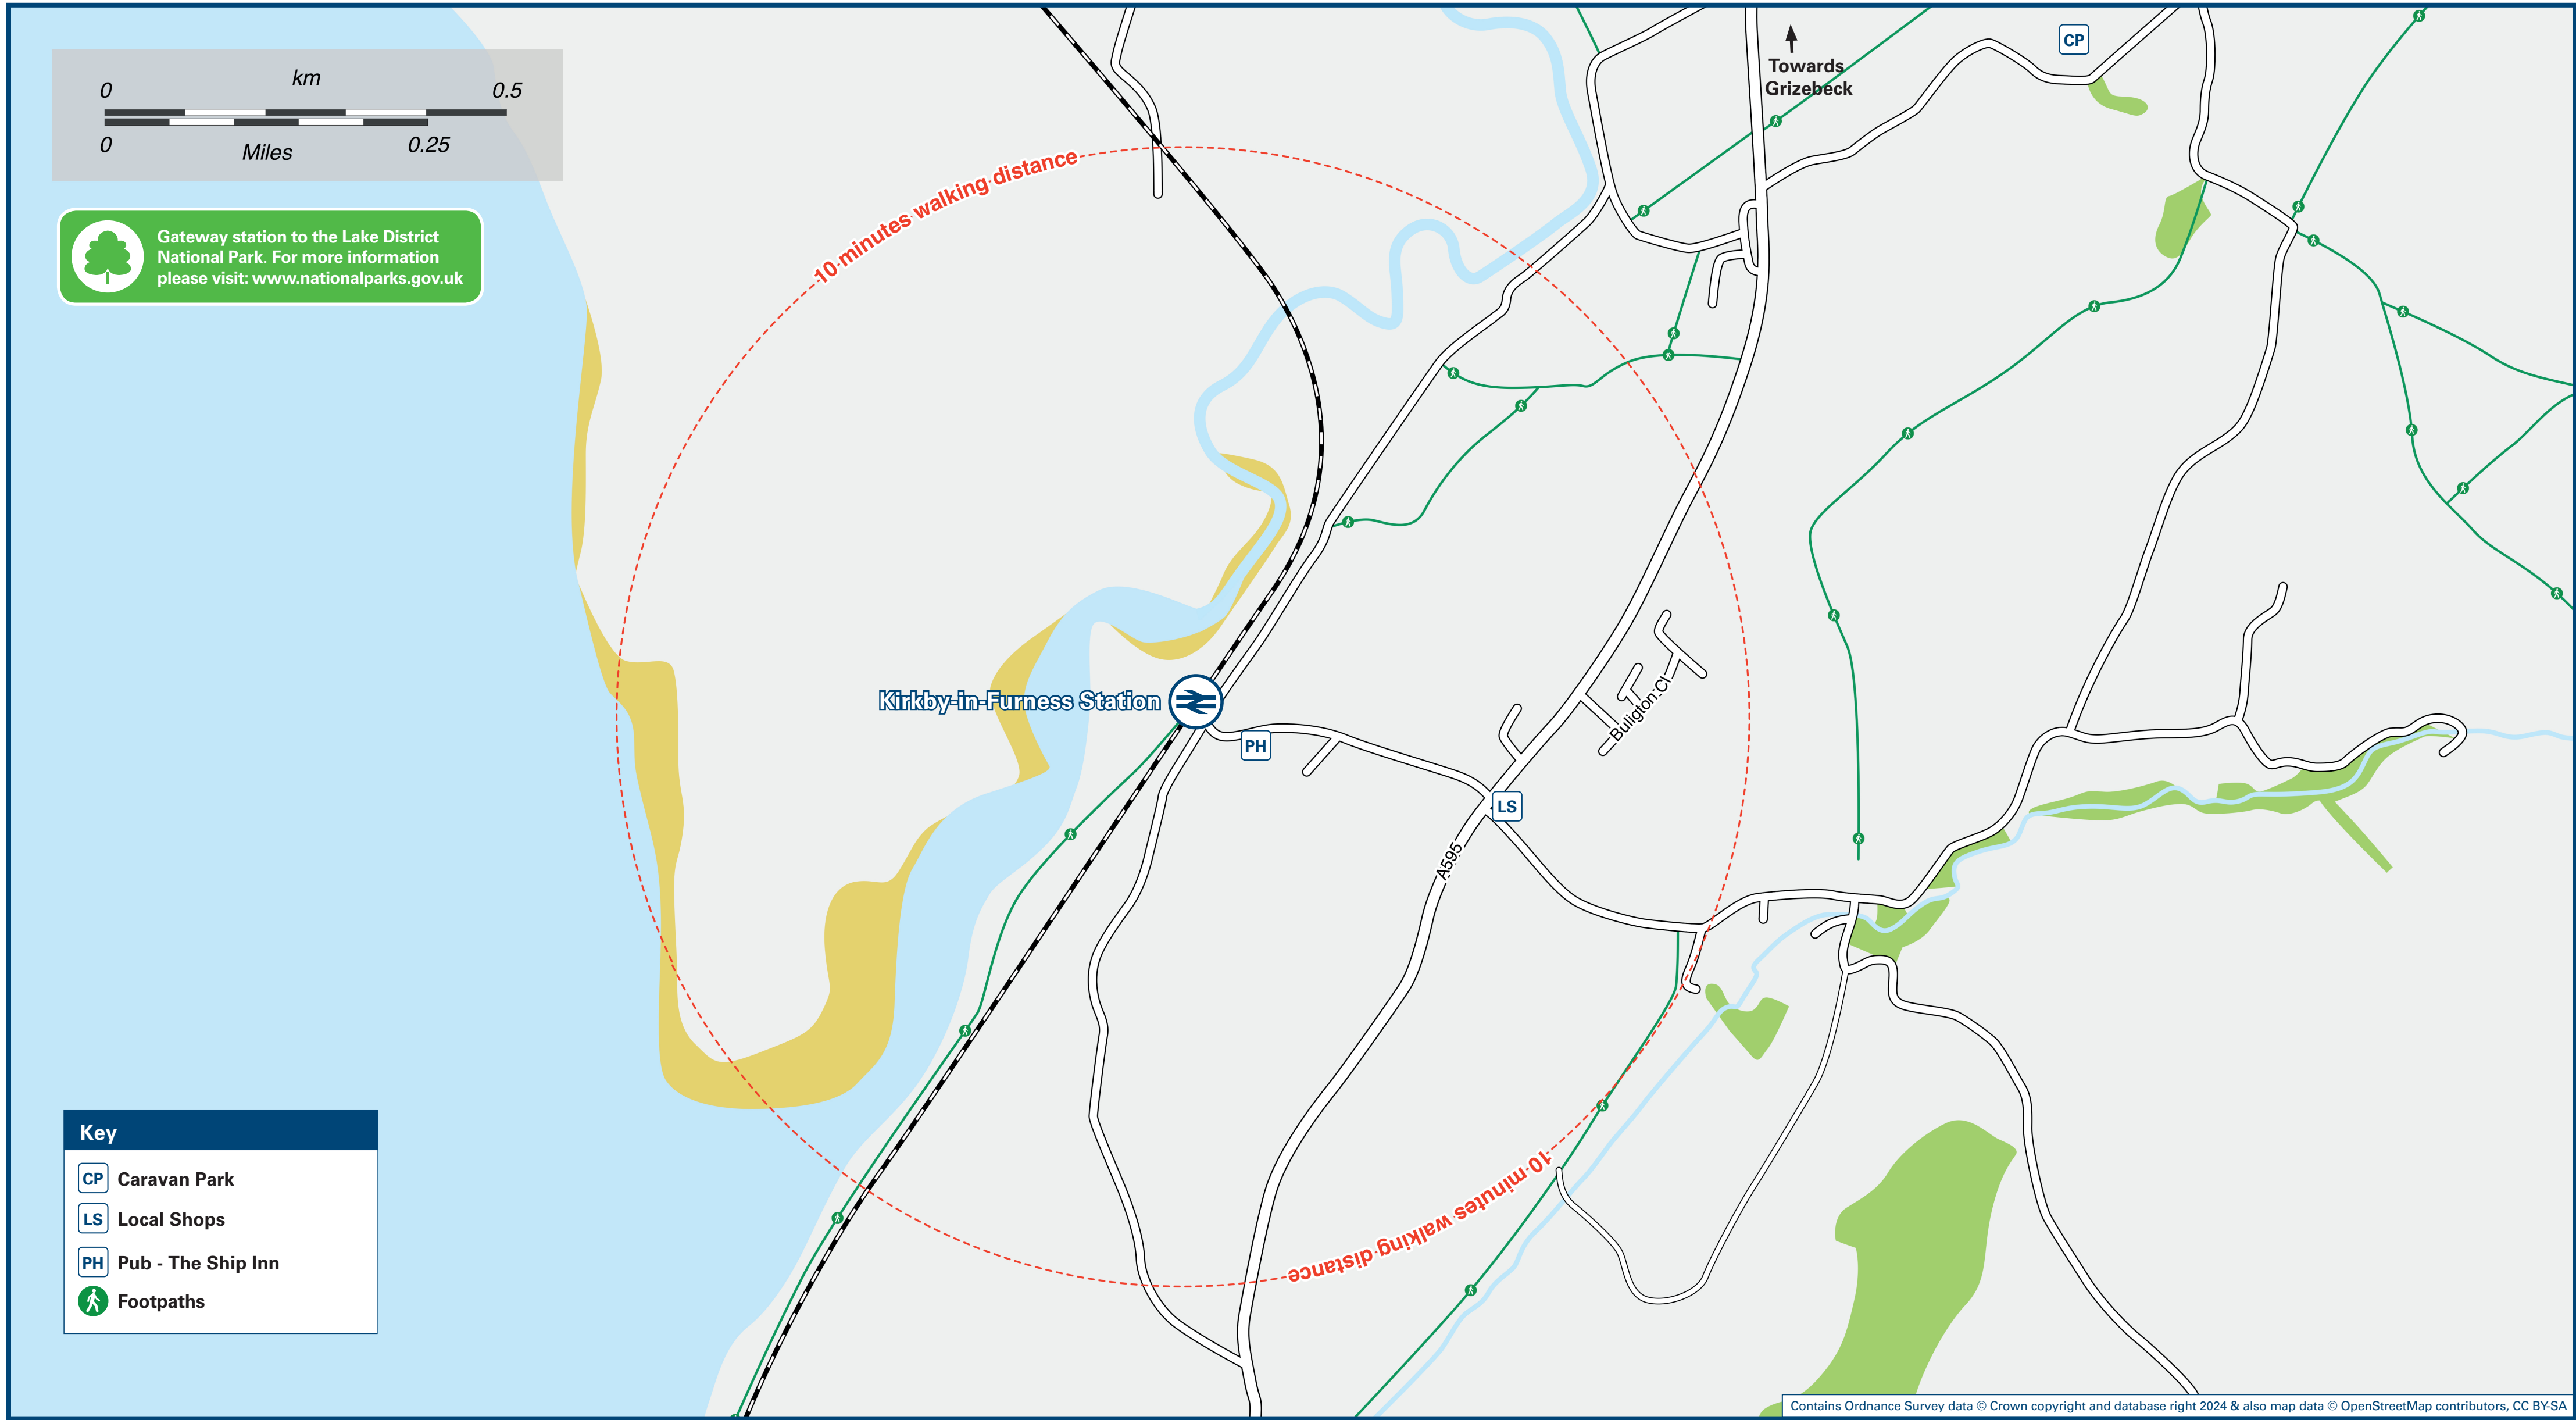 km
0 0.5
0 0.25
Miles
Gateway station to the Lake District
National Park. For more information
please visit: www.nationalparks.gov.uk
10 minutes walking distance
Towards
Grizebeck
CP
Kirkby-in-Furness Station
PH
LS
Buligton Cl
A595
10 minutes walking distance
Key
CP Caravan Park
LS Local Shops
PH Pub - The Ship Inn
Footpaths
Contains Ordnance Survey data © Crown copyright and database right 2024 & also map data © OpenStreetMap contributors, CC BY-SA